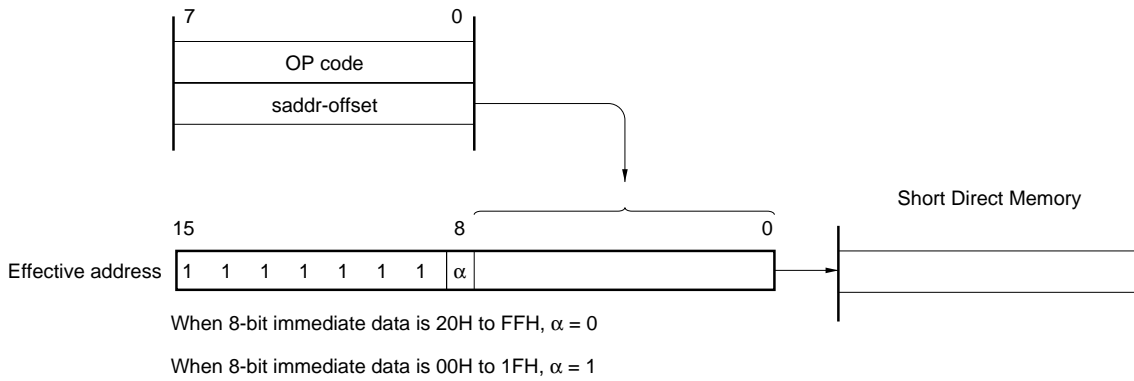 7 0
OP code
saddr-offset
Short Direct Memory
15 8 0
Effective address 1 1 1 1 1 1 1 α
When 8-bit immediate data is 20H to FFH, α = 0
When 8-bit immediate data is 00H to 1FH, α = 1